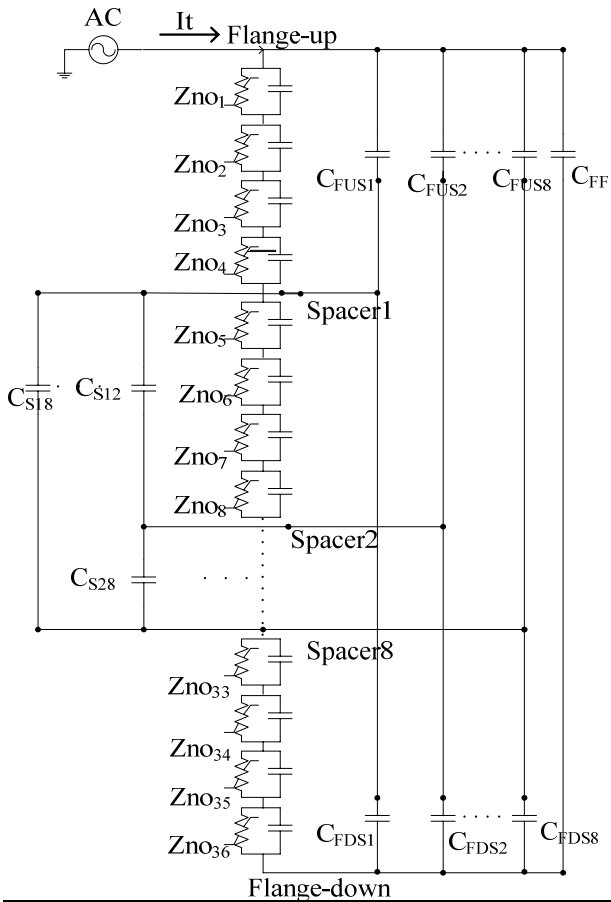 AC
It
Flange-up
Zno1
Zno2
Zno3
Zno4
CFUS1
CFUS2
CFUS8
CFF
Spacer1
Zno5
CS18
CS12
Zno6
Zno7
Zno8
Spacer2
CS28
Spacer8
Zno33
Zno34
Zno35
Zno36
CFDS1
CFDS2
CFDS8
Flange-down